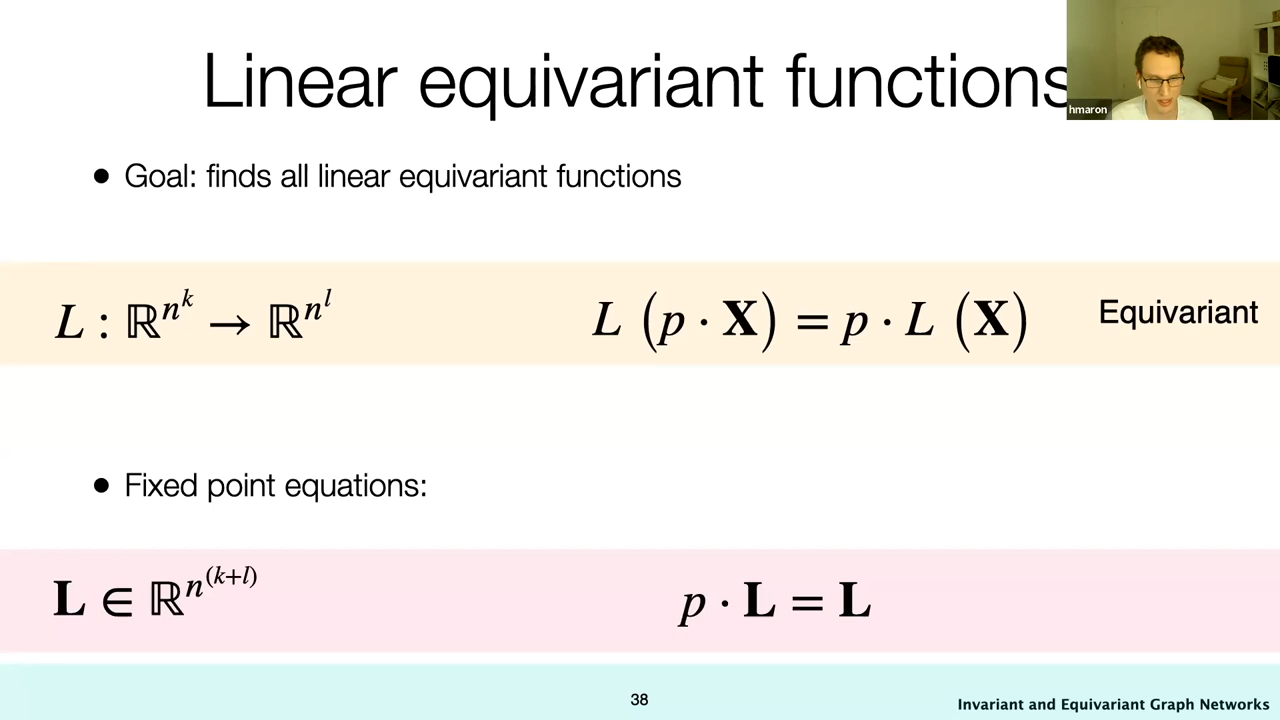 Linear equivariant functions
hmaron
• Goal: finds all linear equivariant functions
L : ℝ^{n^k} → ℝ^{n^l}    L (p · X) = p · L (X)    Equivariant
• Fixed point equations:
L ∈ ℝ^{n^{(k+l)}}    p · L = L
38
Invariant and Equivariant Graph Networks